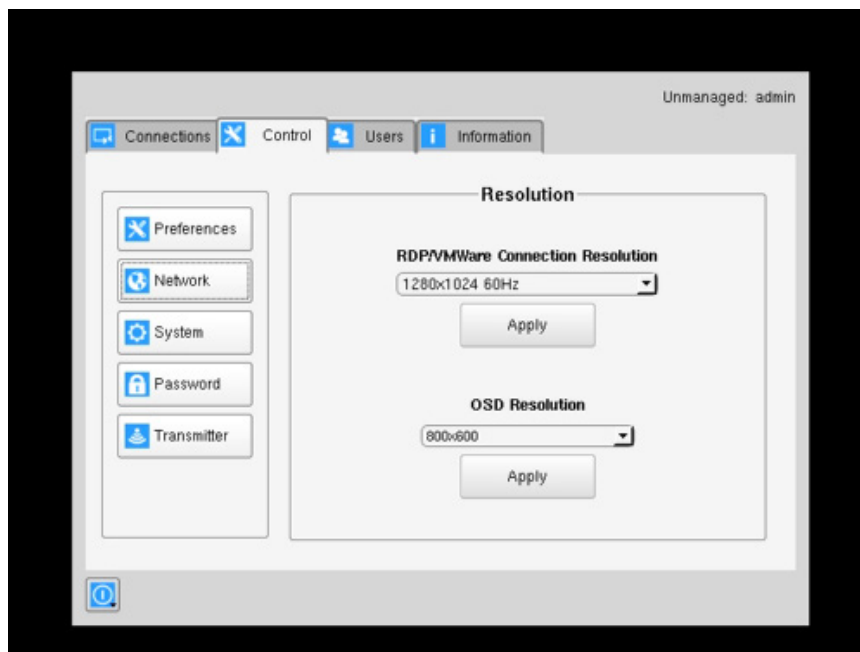 Unmanaged: admin
Connections
Control
Users
Information
Preferences
Network
System
Password
Transmitter
Resolution
RDP/VMWare Connection Resolution
1280x1024 60Hz
Apply
OSD Resolution
800x600
Apply